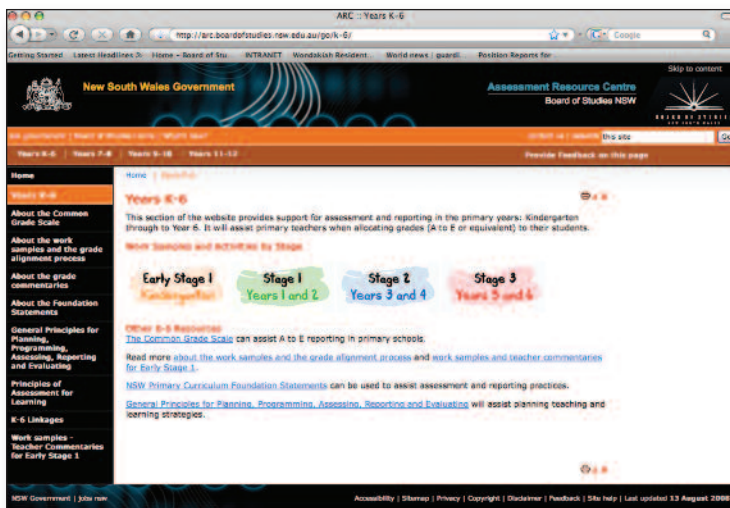 ARC :: Years K-6
http://arc.boardofstudies.nsw.edu.au/go/k-6/
Google
Getting Started Latest Headlines Home - Board of Stu... INTRANET Wondakiah Resident... World news | guardi... Position Reports for...
Skip to content
New South Wales Government
Assessment Resource Centre
Board of Studies NSW
BOARD OF STUDIES
NEW SOUTH WALES
this site Go
Years K-6 | Years 7-8 | Years 9-10 | Years 11-12 Provide Feedback on this page
Home
Years K-6
About the Common
Grade Scale
About the work
samples and the grade
alignment process
About the grade
commentaries
About the Foundation
Statements
General Principles for
Planning,
Programming,
Assessing, Reporting
and Evaluating
Principles of
Assessment for
Learning
K-6 Linkages
Work samples -
Teacher Commentaries
for Early Stage 1
Home |
Years K-6
This section of the website provides support for assessment and reporting in the primary years: Kindergarten
through to Year 6. It will assist primary teachers when allocating grades (A to E or equivalent) to their students.
Work Samples and Activities by Stage
Early Stage 1
Kindergarten
Stage 1
Years 1 and 2
Stage 2
Years 3 and 4
Stage 3
Years 5 and 6
Other K-6 Resources
The Common Grade Scale can assist A to E reporting in primary schools.
Read more about the work samples and the grade alignment process and work samples and teacher commentaries
for Early Stage 1.
NSW Primary Curriculum Foundation Statements can be used to assist assessment and reporting practices.
General Principles for Planning, Programming, Assessing, Reporting and Evaluating will assist planning teaching and
learning strategies.
NSW Government | jobs nsw Accessibility | Sitemap | Privacy | Copyright | Disclaimer | Feedback | Site help | Last updated 13 August 2008